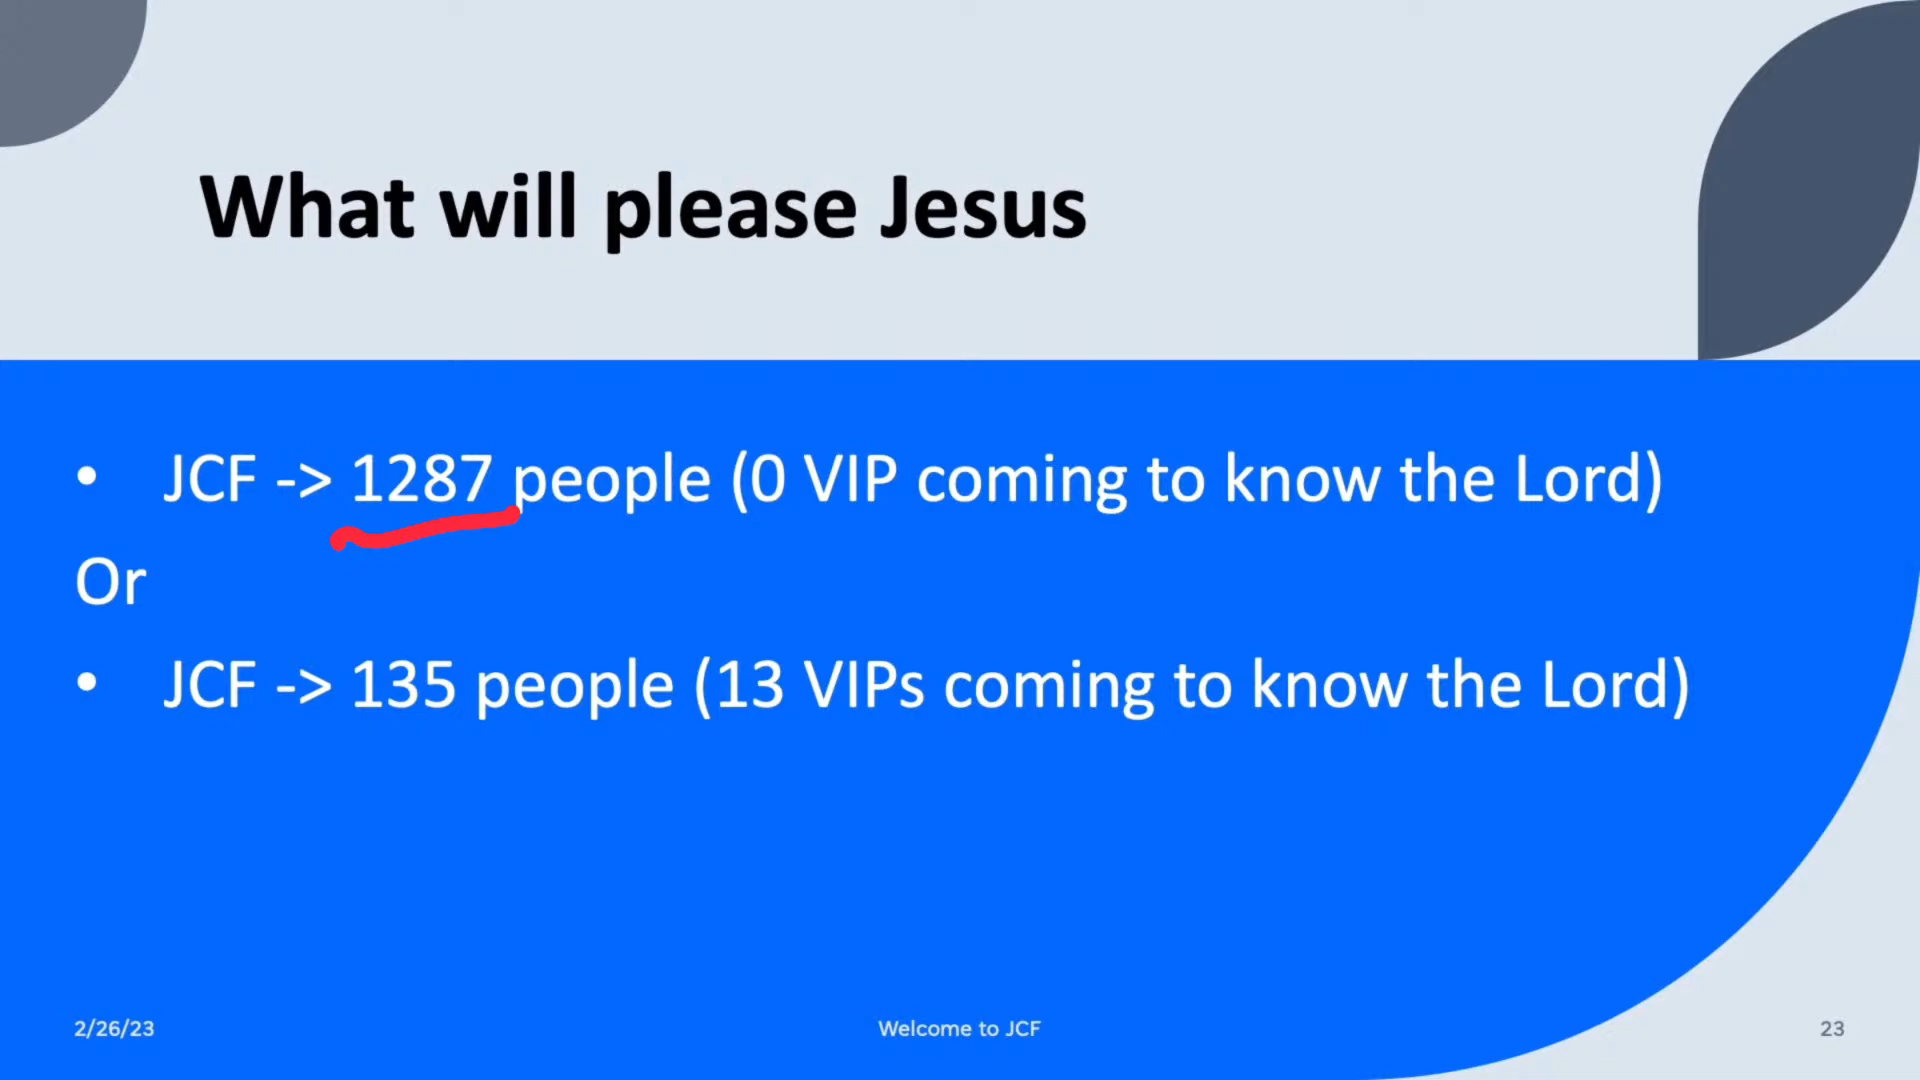 What will please Jesus
• JCF -> 1287 people (0 VIP coming to know the Lord)
Or
• JCF -> 135 people (13 VIPs coming to know the Lord)
2/26/23
Welcome to JCF
23